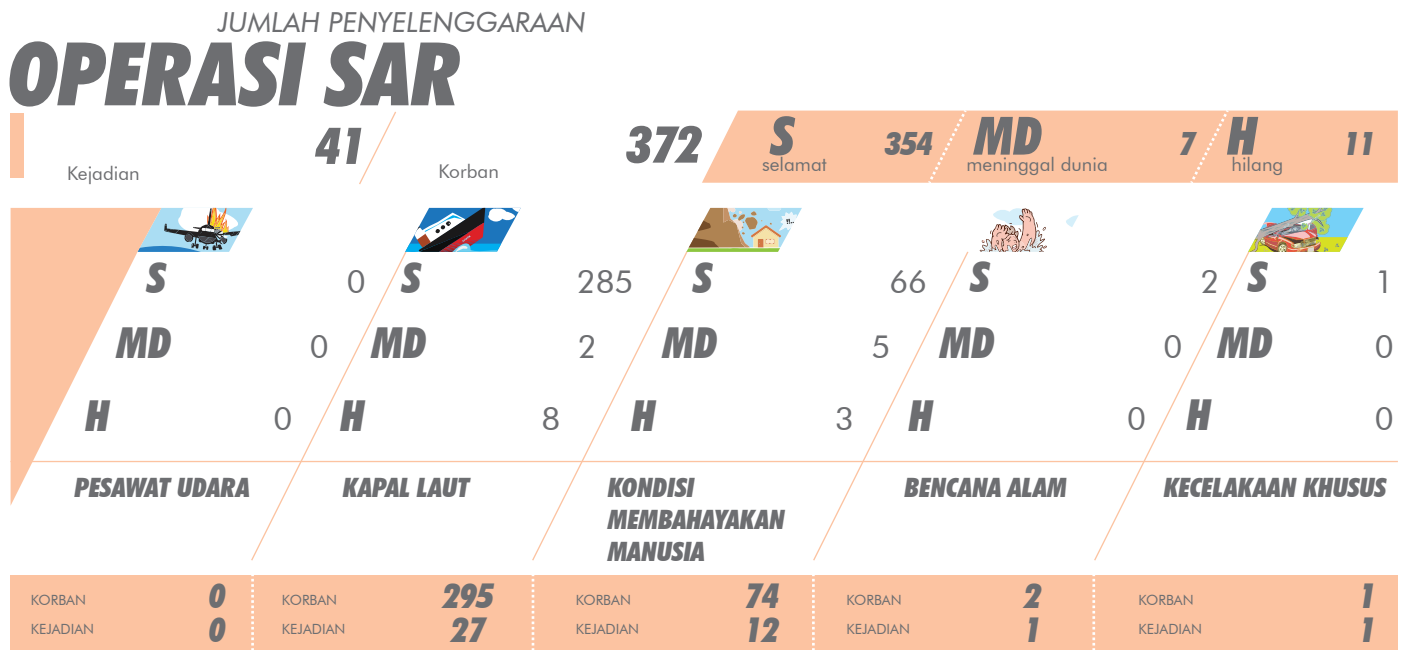 JUMLAH PENYELENGGARAAN
OPERASI SAR
Kejadian 41
Korban 372
S selamat 354
MD meninggal dunia 7
H hilang 11
!!..
S 0 S 285 S 66 S 2 S 1
MD 0 MD 2 MD 5 MD 0 MD 0
H 0 H 8 H 3 H 0 H 0
PESAWAT UDARA
KAPAL LAUT
KONDISI
MEMBAHAYAKAN
MANUSIA
BENCANA ALAM
KECELAKAAN KHUSUS
KORBAN 0 KORBAN 295 KORBAN 74 KORBAN 2 KORBAN 1
KEJADIAN 0 KEJADIAN 27 KEJADIAN 12 KEJADIAN 1 KEJADIAN 1